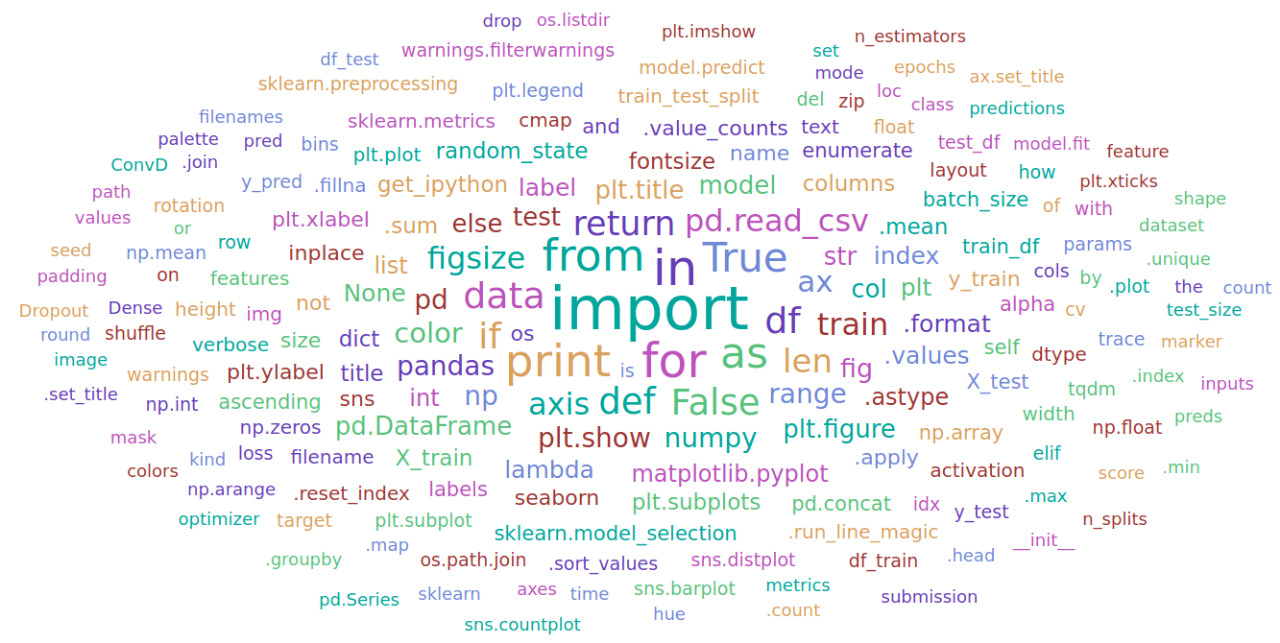 drop os.listdir
plt.imshow
n_estimators
warnings.filterwarnings
set
df_test
model.predict
mode epochs ax.set_title
sklearn.preprocessing plt.legend train_test_split del zip loc class predictions
filenames sklearn.metrics cmap and .value_counts text float
palette pred bins plt.plot random_state fontsize name enumerate test_df model.fit feature
ConvD .join layout how
path y_pred .fillna get_ipython label plt.title model columns plt.xticks
values rotation batch_size of with shape
or plt.xlabel .sum else test return pd.read_csv .mean dataset
seed np.mean row inplace figsize from in True str index train_df params .unique
padding on features list ax col plt y_train cols by .plot the count
Dropout Dense height img not None pd data import df train .format alpha cv test_size
round shuffle verbose size dict color if os trace marker
image warnings plt.ylabel title pandas print is for as len fig .values self dtype
.set_title np.int ascending sns int np axis def False range .astype X_test tqdm .index inputs
mask np.zeros pd.DataFrame plt.show numpy plt.figure np.array width np.float preds
colors kind loss filename X_train lambda matplotlib.pyplot .apply activation elif score .min
np.arange .reset_index labels seaborn plt.subplots pd.concat idx y_test .max
optimizer target plt.subplot sklearn.model_selection .run_line_magic n_splits
.groupby .map os.path.join .sort_values sns.distplot df_train .head __init__
pd.Series sklearn axes time sns.barplot metrics submission
sns.countplot hue .count